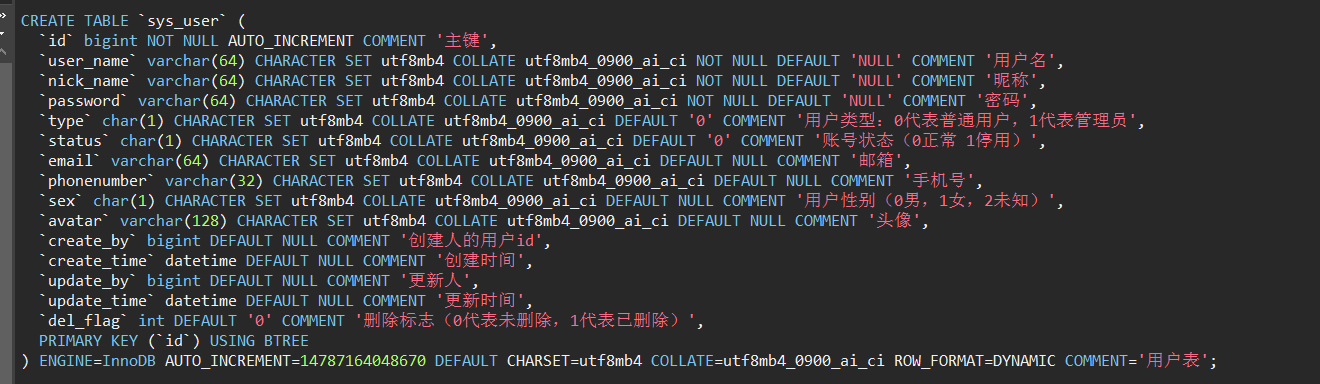 CREATE TABLE `sys_user` (
  `id` bigint NOT NULL AUTO_INCREMENT COMMENT '主键',
  `user_name` varchar(64) CHARACTER SET utf8mb4 COLLATE utf8mb4_0900_ai_ci NOT NULL DEFAULT 'NULL' COMMENT '用户名',
  `nick_name` varchar(64) CHARACTER SET utf8mb4 COLLATE utf8mb4_0900_ai_ci NOT NULL DEFAULT 'NULL' COMMENT '昵称',
  `password` varchar(64) CHARACTER SET utf8mb4 COLLATE utf8mb4_0900_ai_ci NOT NULL DEFAULT 'NULL' COMMENT '密码',
  `type` char(1) CHARACTER SET utf8mb4 COLLATE utf8mb4_0900_ai_ci DEFAULT '0' COMMENT '用户类型：0代表普通用户，1代表管理员',
  `status` char(1) CHARACTER SET utf8mb4 COLLATE utf8mb4_0900_ai_ci DEFAULT '0' COMMENT '账号状态（0正常 1停用）',
  `email` varchar(64) CHARACTER SET utf8mb4 COLLATE utf8mb4_0900_ai_ci DEFAULT NULL COMMENT '邮箱',
  `phonenumber` varchar(32) CHARACTER SET utf8mb4 COLLATE utf8mb4_0900_ai_ci DEFAULT NULL COMMENT '手机号',
  `sex` char(1) CHARACTER SET utf8mb4 COLLATE utf8mb4_0900_ai_ci DEFAULT NULL COMMENT '用户性别（0男，1女，2未知）',
  `avatar` varchar(128) CHARACTER SET utf8mb4 COLLATE utf8mb4_0900_ai_ci DEFAULT NULL COMMENT '头像',
  `create_by` bigint DEFAULT NULL COMMENT '创建人的用户id',
  `create_time` datetime DEFAULT NULL COMMENT '创建时间',
  `update_by` bigint DEFAULT NULL COMMENT '更新人',
  `update_time` datetime DEFAULT NULL COMMENT '更新时间',
  `del_flag` int DEFAULT '0' COMMENT '删除标志（0代表未删除，1代表已删除）',
  PRIMARY KEY (`id`) USING BTREE
) ENGINE=InnoDB AUTO_INCREMENT=14787164048670 DEFAULT CHARSET=utf8mb4 COLLATE=utf8mb4_0900_ai_ci ROW_FORMAT=DYNAMIC COMMENT='用户表';